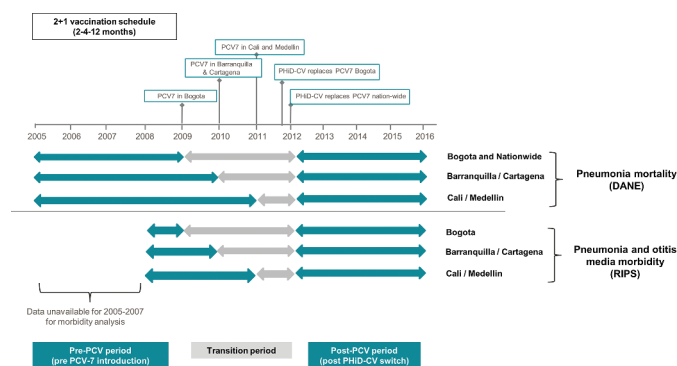 2+1 vaccination schedule
(2-4-12 months)
PCV7 in Cali and Medellin
PCV7 in Barranquilla
& Cartagena
PHiD-CV replaces PCV7 Bogota
PCV7 in Bogota
PHiD-CV replaces PCV7 nation-wide
2005 2006 2007 2008 2009 2010 2011 2012 2013 2014 2015 2016
Bogota and Nationwide
Barranquilla / Cartagena
Cali / Medellin
Pneumonia mortality
(DANE)
Bogota
Barranquilla / Cartagena
Cali / Medellin
Pneumonia and otitis
media morbidity
(RIPS)
Data unavailable for 2005-2007
for morbidity analysis
Pre-PCV period
(pre PCV-7 introduction)
Transition period
Post-PCV period
(post PHiD-CV switch)